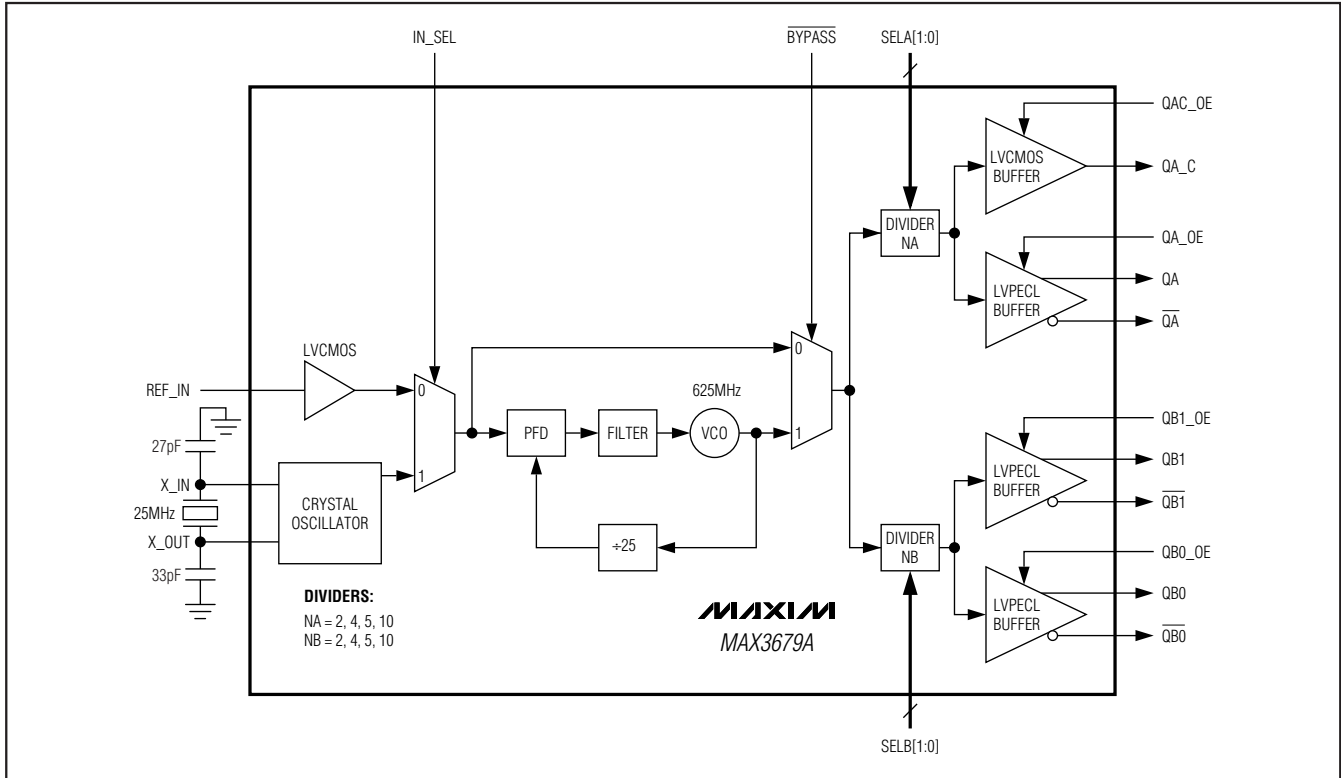 IN_SEL
BYPASS
SELA[1:0]
QAC_OE
LVCMOS
BUFFER
QA_C
DIVIDER
NA
QA_OE
LVPECL
BUFFER
QA
QA
LVCMOS
REF_IN
0
0
625MHz
27pF
PFD
FILTER
VCO
1
1
QB1_OE
LVPECL
BUFFER
QB1
QB1
X_IN
25MHz
X_OUT
33pF
CRYSTAL
OSCILLATOR
÷25
DIVIDER
NB
QB0_OE
LVPECL
BUFFER
QB0
QB0
DIVIDERS:
NA = 2, 4, 5, 10
NB = 2, 4, 5, 10
MAXIM
MAX3679A
SELB[1:0]